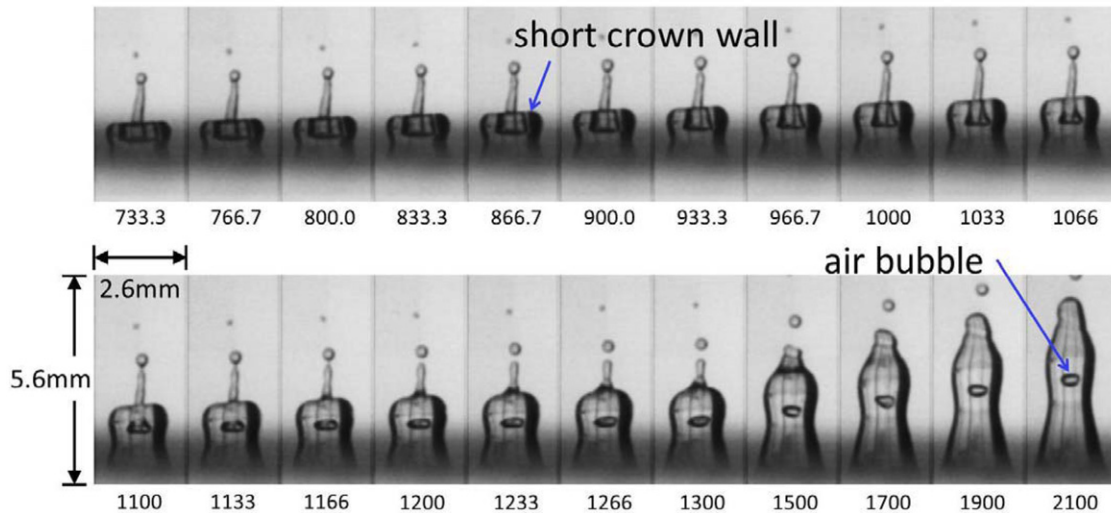 short crown wall
733.3 766.7 800.0 833.3 866.7 900.0 933.3 966.7 1000 1033 1066
air bubble
2.6mm
5.6mm
1100 1133 1166 1200 1233 1266 1300 1500 1700 1900 2100